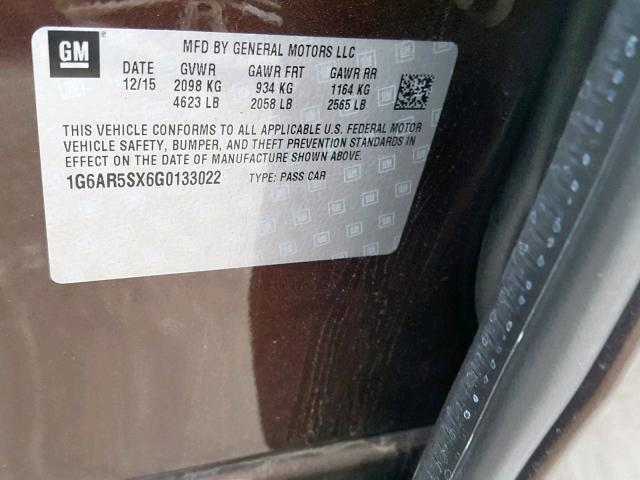 GM
MFD BY GENERAL MOTORS LLC
DATE GVWR GAWR FRT GAWR RR
12/15 2098 KG 934 KG 1164 KG
4623 LB 2058 LB 2565 LB
THIS VEHICLE CONFORMS TO ALL APPLICABLE U.S. FEDERAL MOTOR
VEHICLE SAFETY, BUMPER, AND THEFT PREVENTION STANDARDS IN
EFFECT ON THE DATE OF MANUFACTURE SHOWN ABOVE.
1G6AR5SX6G0133022 TYPE: PASS CAR